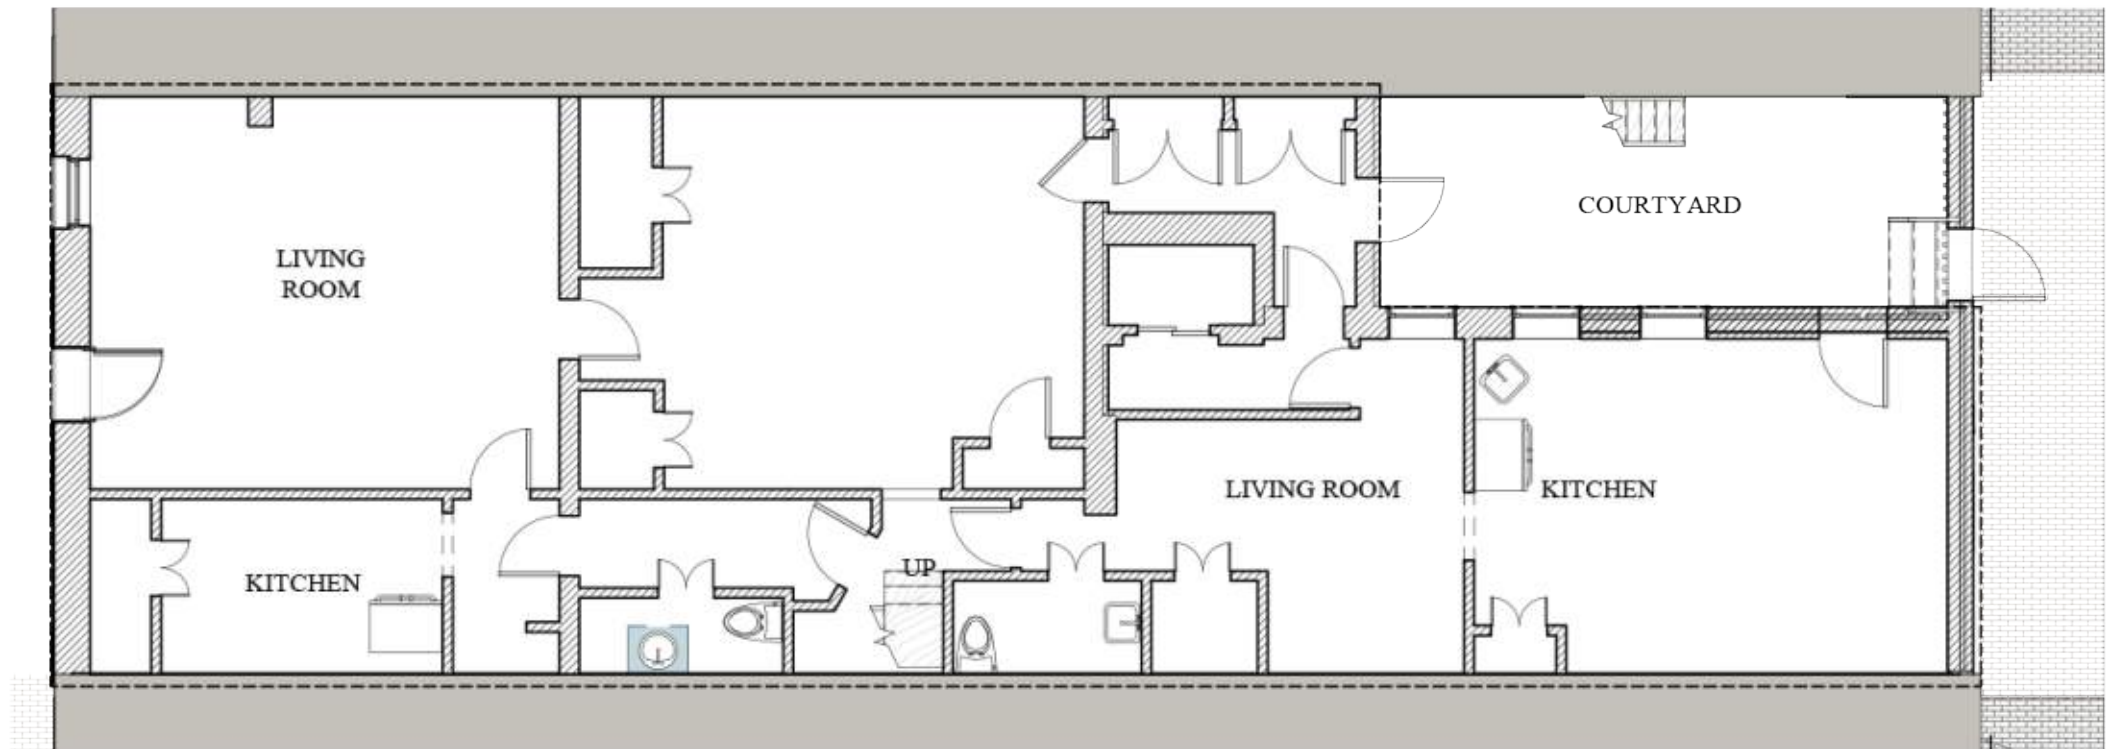 COURTYARD
LIVING
ROOM
LIVING ROOM
KITCHEN
UP
KITCHEN